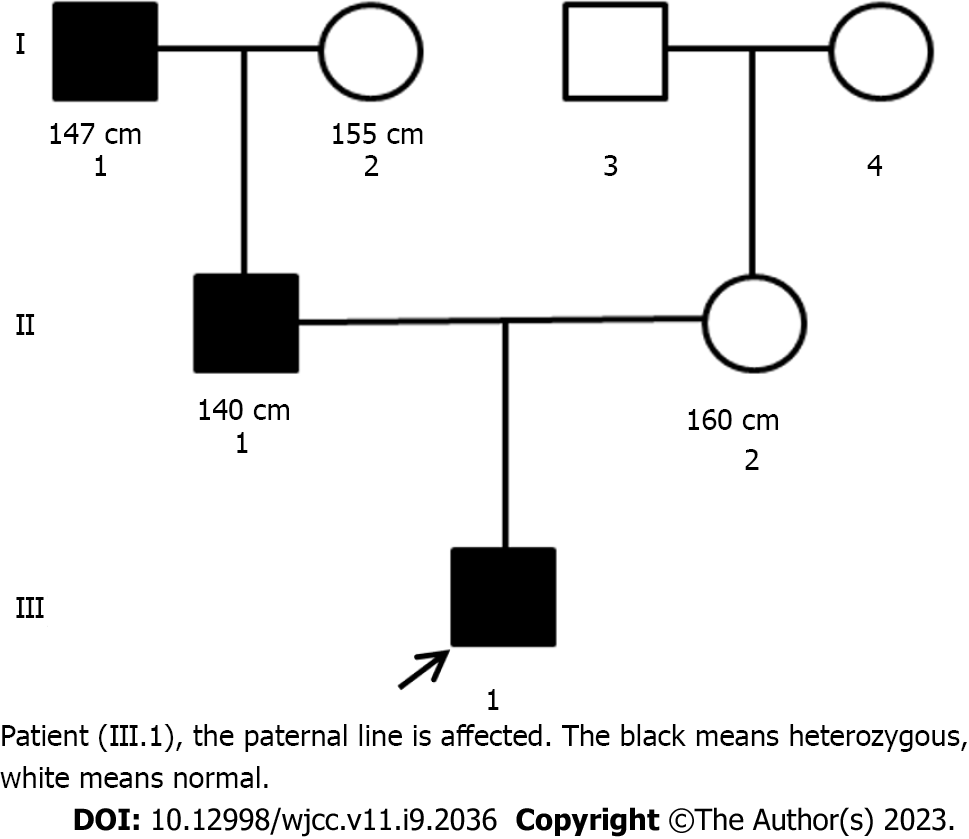 I
147 cm 155 cm
1 2 3 4
II
140 cm 160 cm
1 2
III
1
Patient (III.1), the paternal line is affected. The black means heterozygous,
white means normal.
DOI: 10.12998/wjcc.v11.i9.2036 Copyright ©The Author(s) 2023.